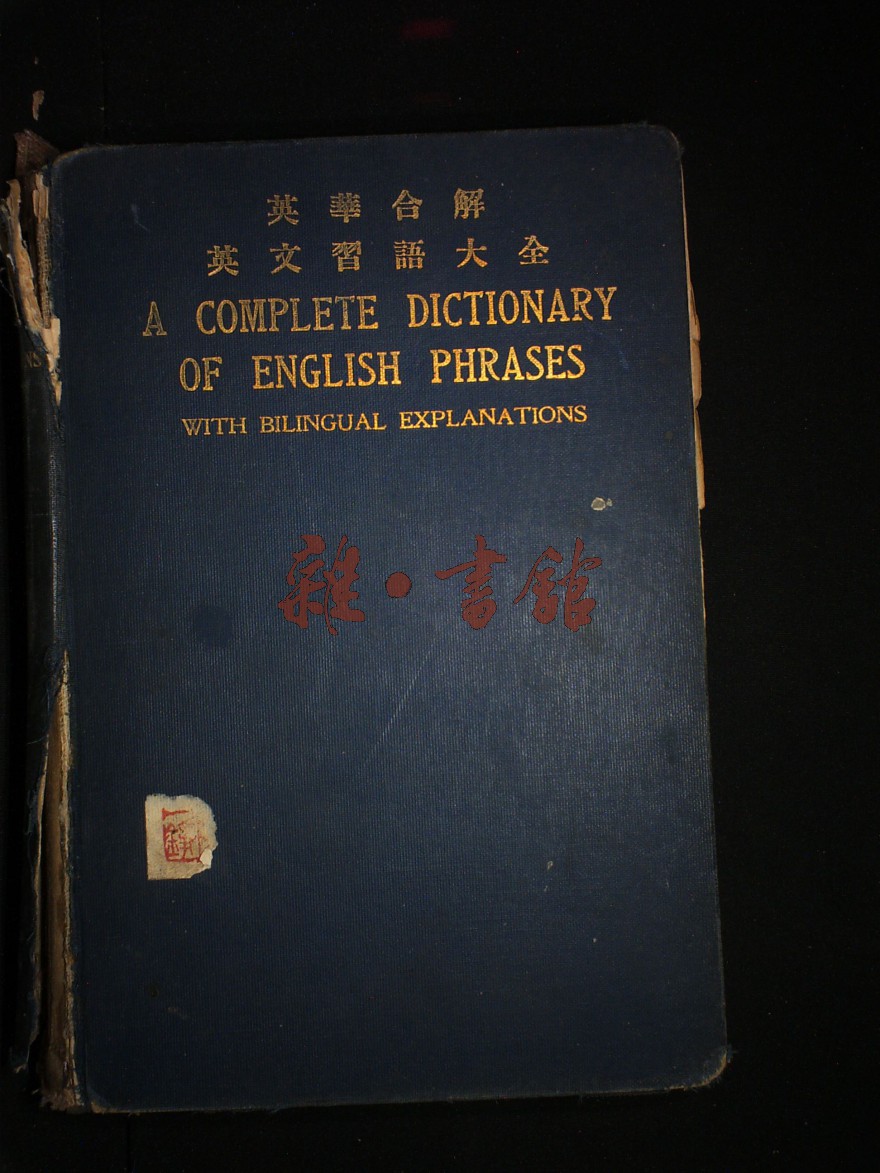 英華合解
英文習語大全
A COMPLETE DICTIONARY
OF ENGLISH PHRASES
WITH BILINGUAL EXPLANATIONS
雜·書館